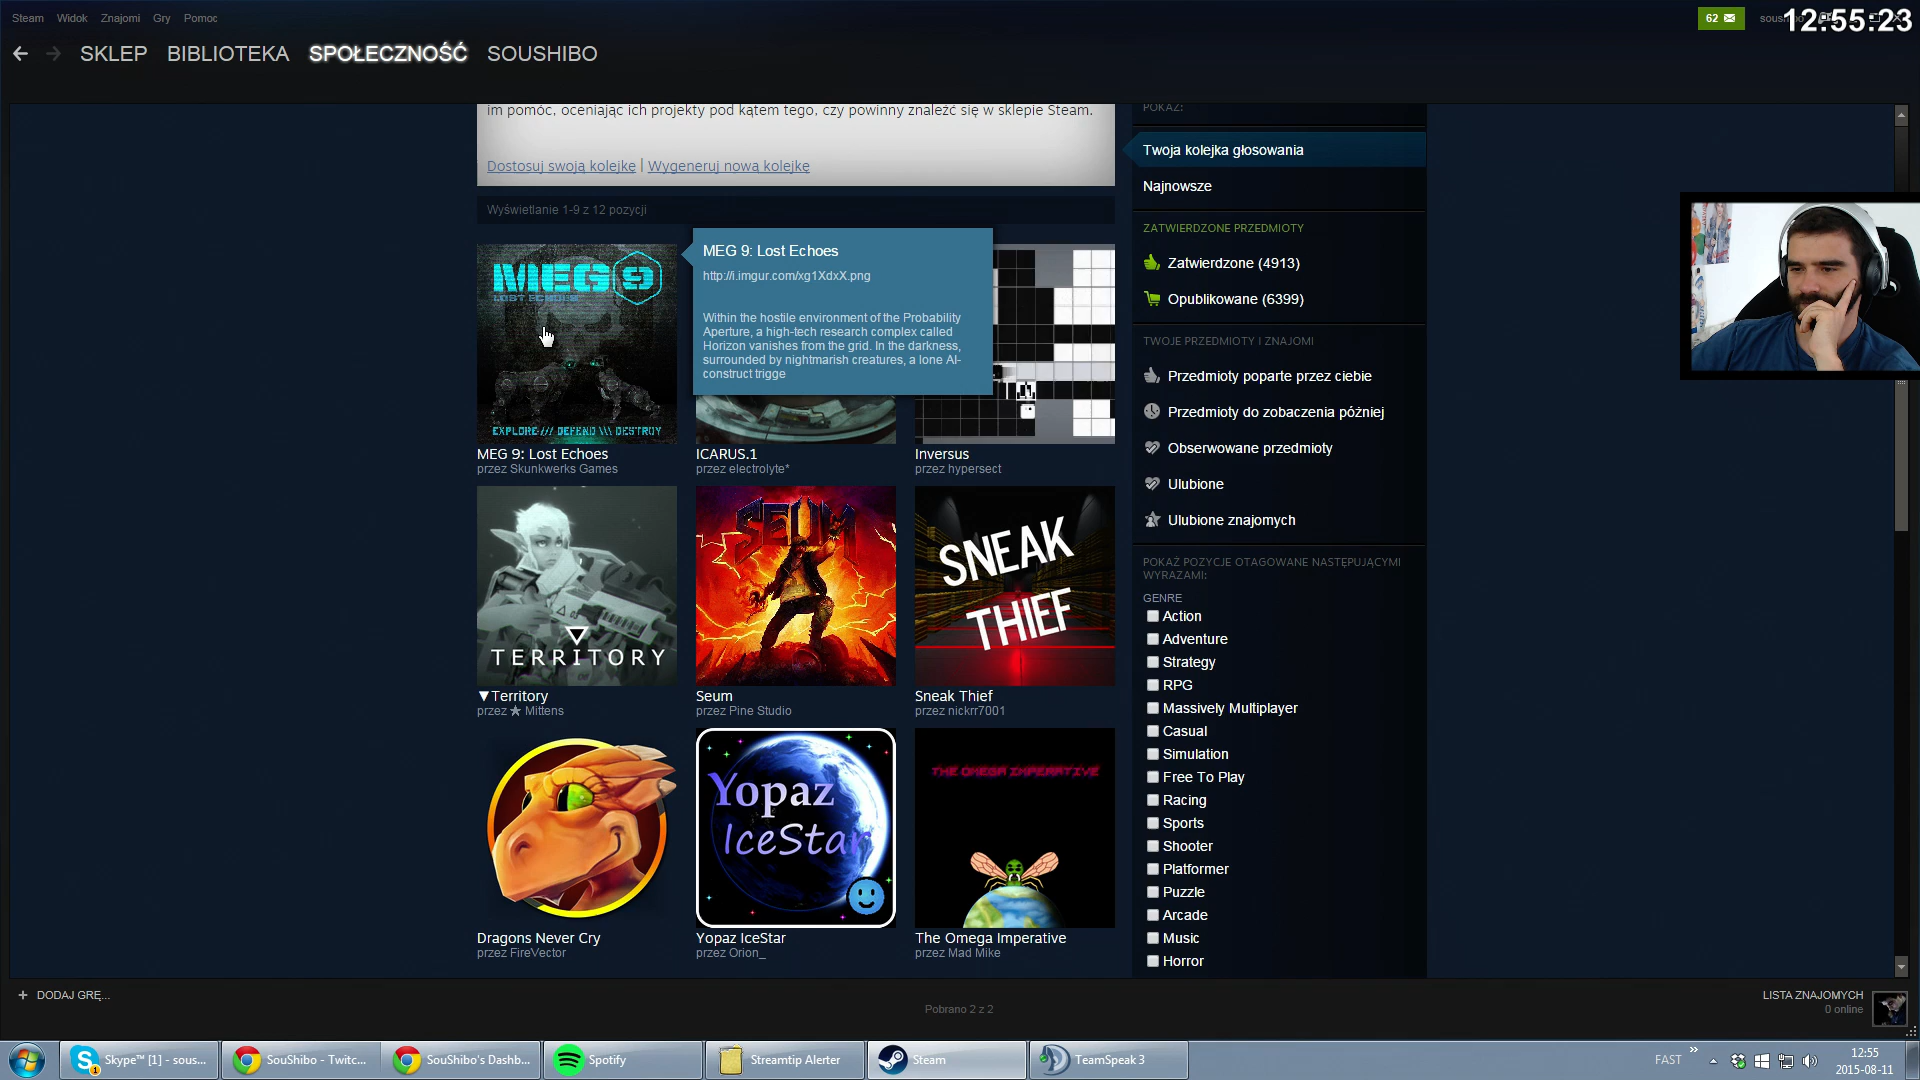 Steam Widok Znajomi Gry Pomoc
62
12:55:23
SKLEP BIBLIOTEKA SPOŁECZNOŚĆ SOUSHIBO
im pomóc, oceniając ich projekty pod kątem tego, czy powinny znaleźć się w sklepie Steam.
Dostosuj swoją kolejkę | Wygeneruj nową kolejkę
Wyświetlanie 1-9 z 12 pozycji
MEG 9
LOST ECHOES
EXPLORE /// DEFEND \\\ DESTROY
MEG 9: Lost Echoes
przez Skunkwerks Games
MEG 9: Lost Echoes
http://i.imgur.com/xg1XdxX.png
Within the hostile environment of the Probability
Aperture, a high-tech research complex called
Horizon vanishes from the grid. In the darkness,
surrounded by nightmarish creatures, a lone AI-
construct trigge
ICARUS.1
przez electrolyte*
Inversus
przez hypersect
TERRITORY
▼Territory
przez ★ Mittens
SEUM
Seum
przez Pine Studio
SNEAK
THIEF
Sneak Thief
przez nickrr7001
Dragons Never Cry
przez FireVector
Yopaz
IceStar
Yopaz IceStar
przez Orion_
THE OMEGA IMPERATIVE
The Omega Imperative
przez Mad Mike
POKAŻ:
Twoja kolejka głosowania
Najnowsze
ZATWIERDZONE PRZEDMIOTY
Zatwierdzone (4913)
Opublikowane (6399)
TWOJE PRZEDMIOTY I ZNAJOMI
Przedmioty poparte przez ciebie
Przedmioty do zobaczenia później
Obserwowane przedmioty
Ulubione
Ulubione znajomych
POKAŻ POZYCJE OTAGOWANE NASTĘPUJĄCYMI
WYRAZAMI:
GENRE
Action
Adventure
Strategy
RPG
Massively Multiplayer
Casual
Simulation
Free To Play
Racing
Sports
Shooter
Platformer
Puzzle
Arcade
Music
Horror
+ DODAJ GRĘ...
Pobrano 2 z 2
LISTA ZNAJOMYCH
0 online
Skype™ [1] - sous...
SouShibo - Twitc...
SouShibo's Dashb...
Spotify
Streamtip Alerter
Steam
TeamSpeak 3
FAST
12:55
2015-08-11